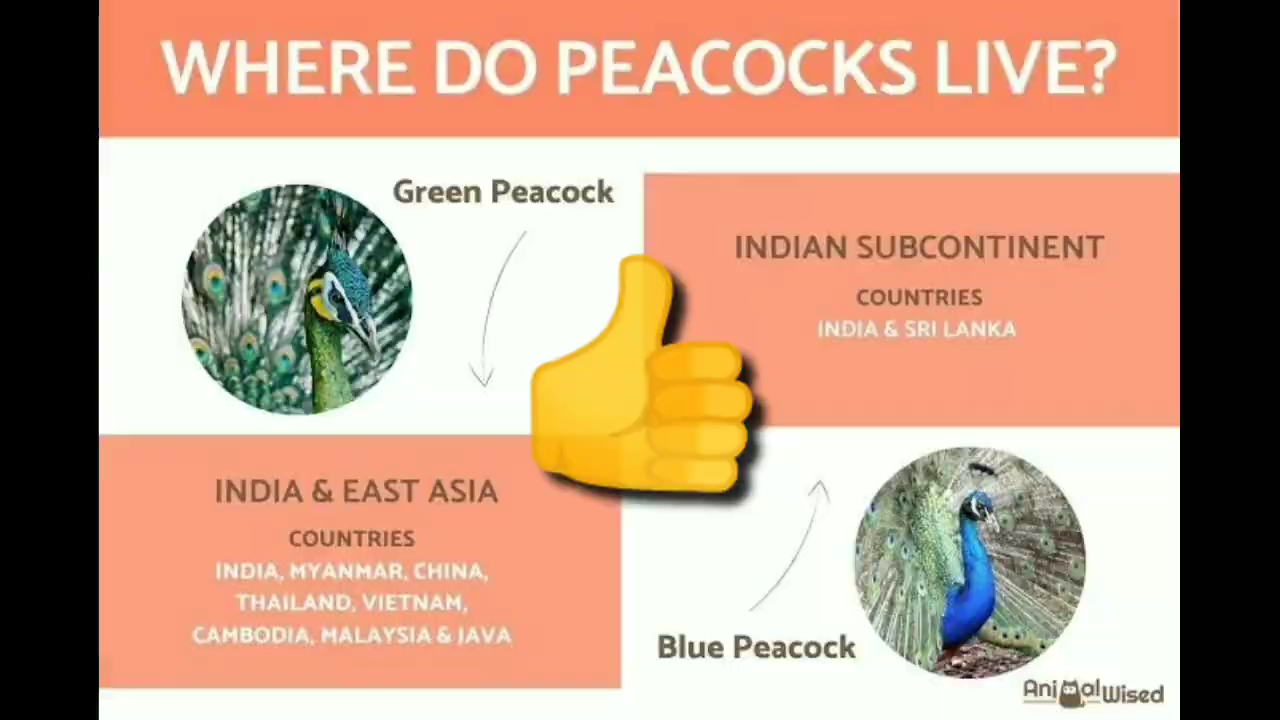 WHERE DO PEACOCKS LIVE?
Green Peacock
INDIAN SUBCONTINENT
COUNTRIES
INDIA & SRI LANKA
INDIA & EAST ASIA
COUNTRIES
INDIA, MYANMAR, CHINA,
THAILAND, VIETNAM,
CAMBODIA, MALAYSIA & JAVA
Blue Peacock
AnimalWised